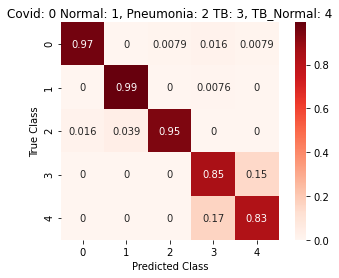 Covid: 0 Normal: 1, Pneumonia: 2 TB: 3, TB_Normal: 4
True Class
0 0.97 0 0.0079 0.016 0.0079
1 0 0.99 0 0.0076 0
2 0.016 0.039 0.95 0 0
3 0 0 0 0.85 0.15
4 0 0 0 0.17 0.83
0 1 2 3 4
Predicted Class
0.8
0.6
0.4
0.2
0.0